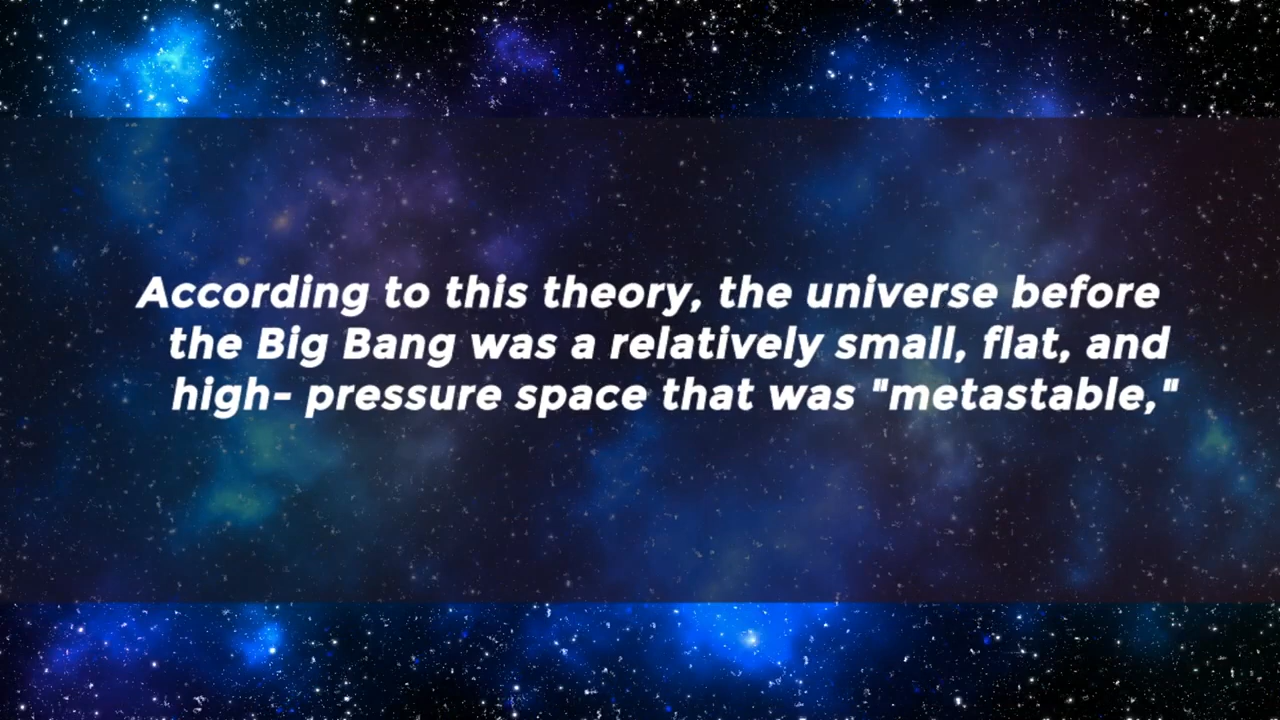 According to this theory, the universe before
the Big Bang was a relatively small, flat, and
high- pressure space that was "metastable,"